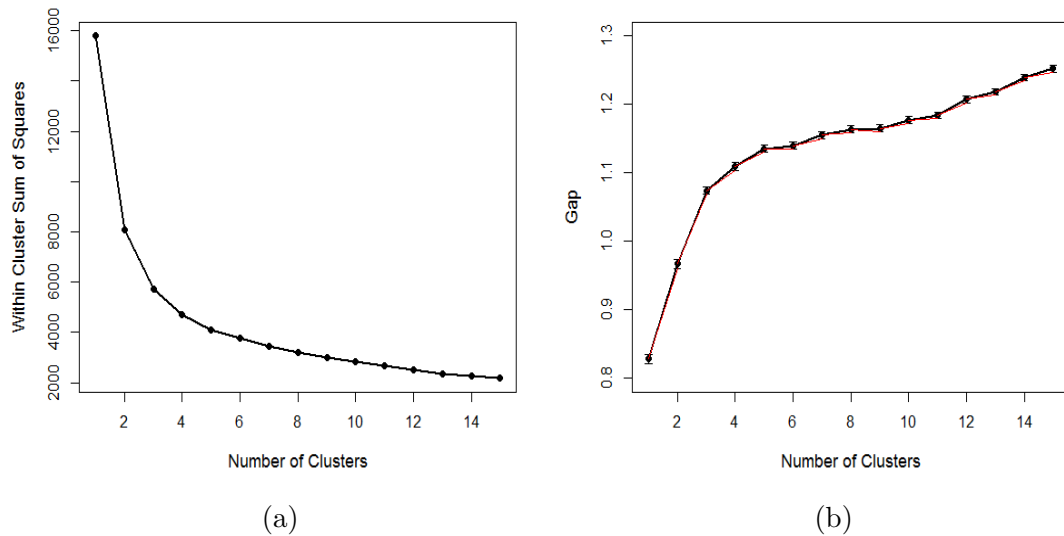 16000
12000
8000
6000
4000
2000
Within Cluster Sum of Squares
2 4 6 8 10 12 14
Number of Clusters
(a)
1.3
1.2
1.1
1.0
0.9
0.8
Gap
2 4 6 8 10 12 14
Number of Clusters
(b)